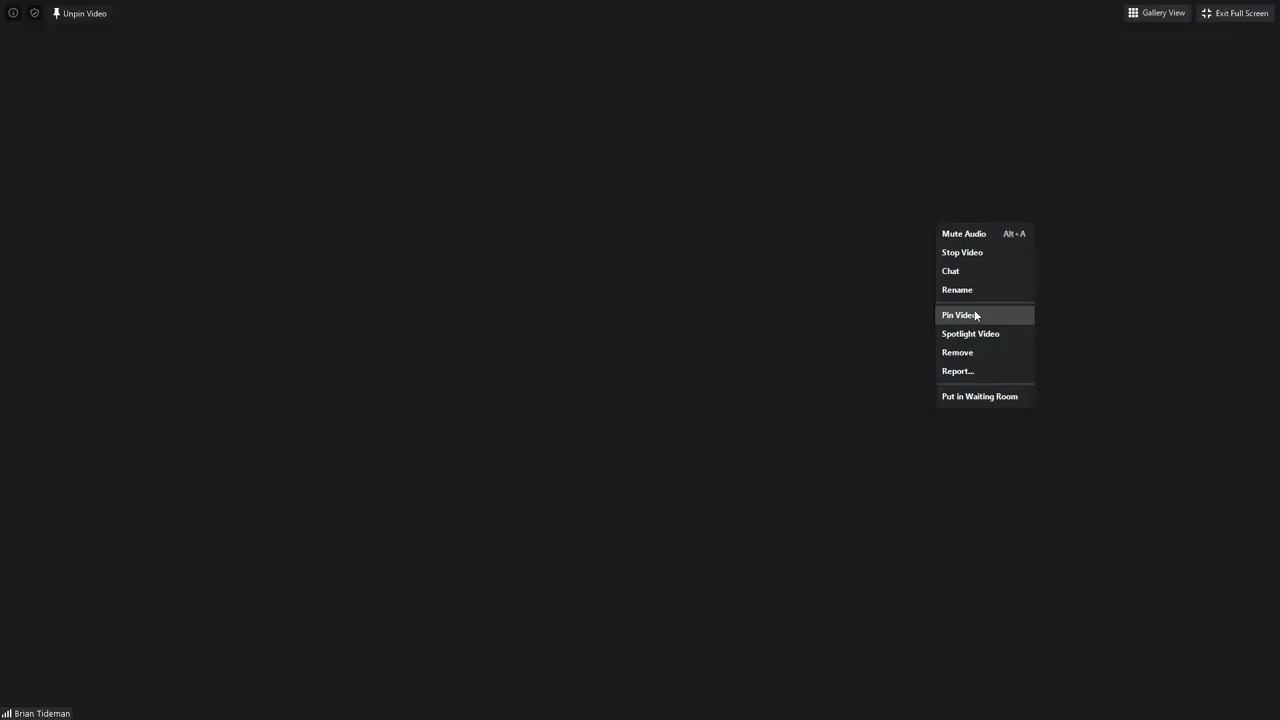 Unpin Video
Gallery View
Exit Full Screen
Mute Audio Alt+A
Stop Video
Chat
Rename
Pin Video
Spotlight Video
Remove
Report...
Put in Waiting Room
Brian Tideman